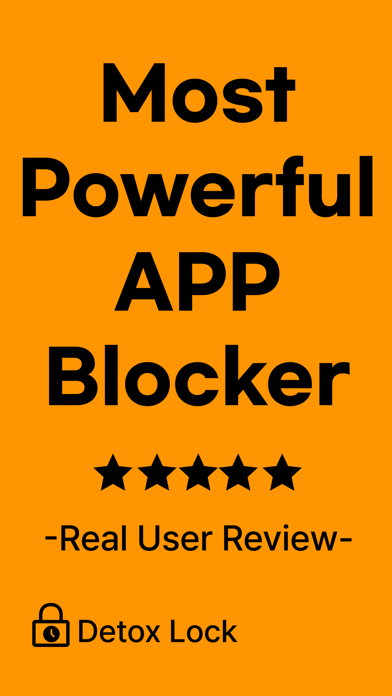 Most
Powerful
APP
Blocker
-Real User Review-
Detox Lock